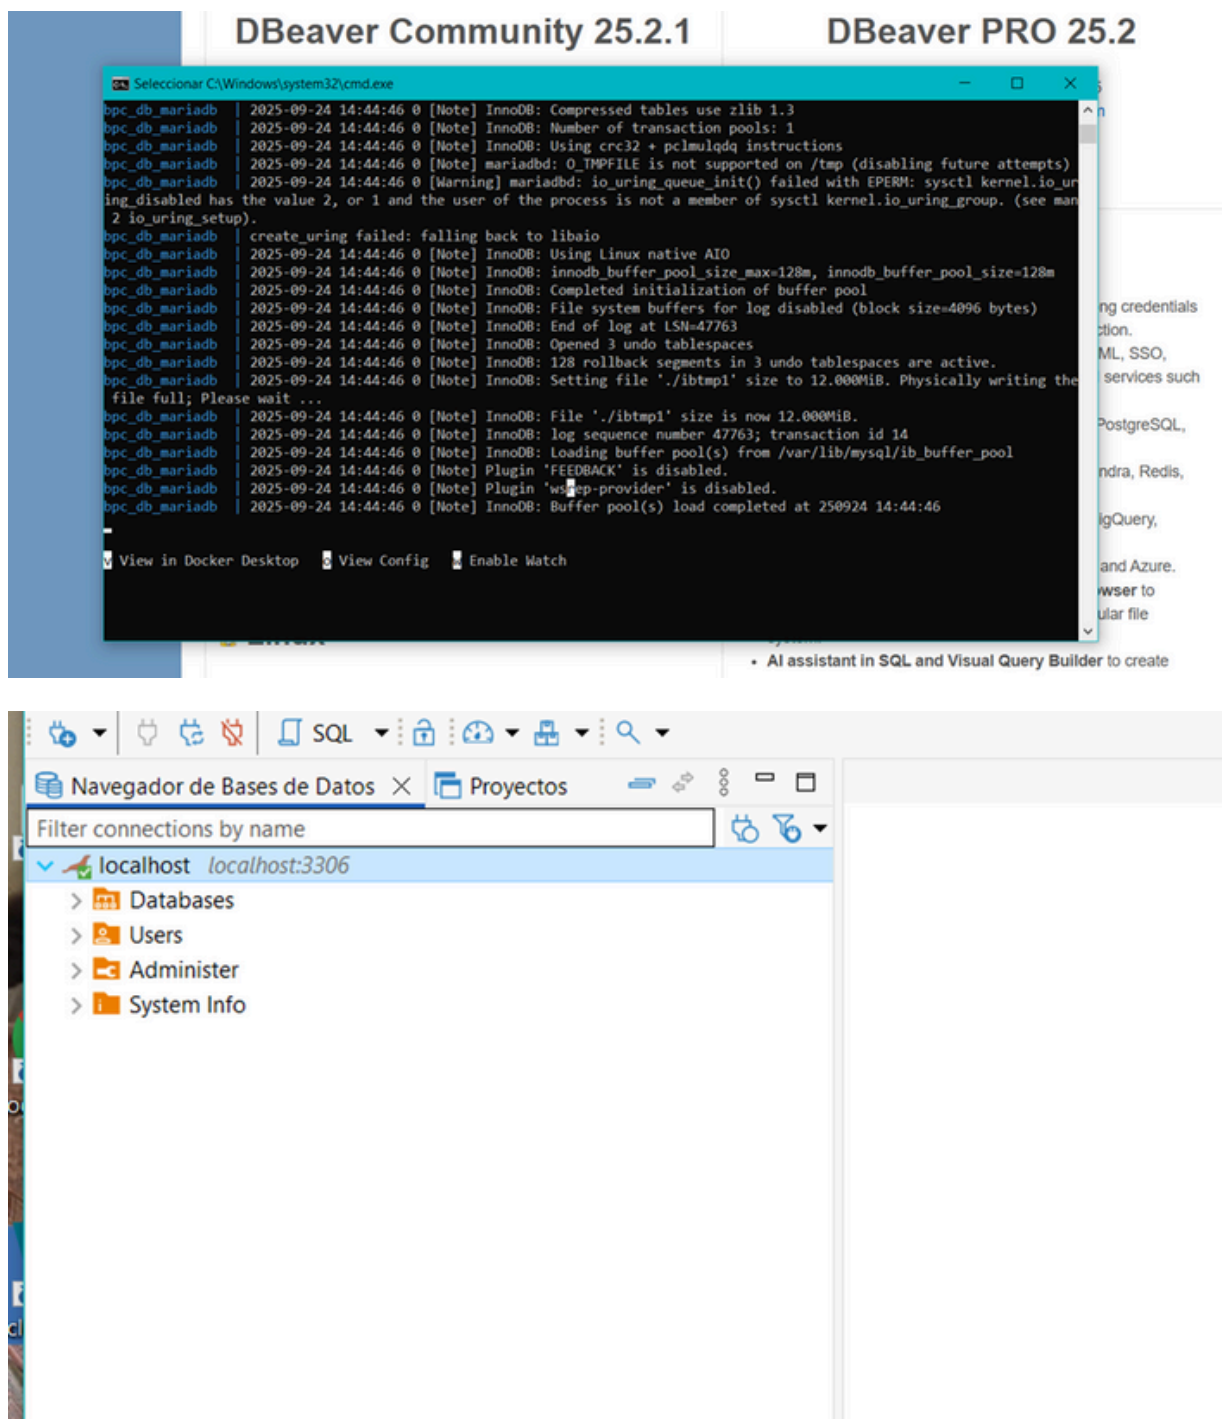 DBeaver Community 25.2.1
DBeaver PRO 25.2
Seleccionar C:\Windows\system32\cmd.exe
bpc_db_mariadb | 2025-09-24 14:44:46 0 [Note] InnoDB: Compressed tables use zlib 1.3
bpc_db_mariadb | 2025-09-24 14:44:46 0 [Note] InnoDB: Number of transaction pools: 1
bpc_db_mariadb | 2025-09-24 14:44:46 0 [Note] InnoDB: Using crc32 + pclmulqdq instructions
bpc_db_mariadb | 2025-09-24 14:44:46 0 [Note] mariadbd: O_TMPFILE is not supported on /tmp (disabling future attempts)
bpc_db_mariadb | 2025-09-24 14:44:46 0 [Warning] mariadbd: io_uring_queue_init() failed with EPERM: sysctl kernel.io_ur
ing_disabled has the value 2, or 1 and the user of the process is not a member of sysctl kernel.io_uring_group. (see man
2 io_uring_setup).
bpc_db_mariadb | create_uring failed: falling back to libaio
bpc_db_mariadb | 2025-09-24 14:44:46 0 [Note] InnoDB: Using Linux native AIO
bpc_db_mariadb | 2025-09-24 14:44:46 0 [Note] InnoDB: innodb_buffer_pool_size_max=128m, innodb_buffer_pool_size=128m
bpc_db_mariadb | 2025-09-24 14:44:46 0 [Note] InnoDB: Completed initialization of buffer pool
bpc_db_mariadb | 2025-09-24 14:44:46 0 [Note] InnoDB: File system buffers for log disabled (block size=4096 bytes)
bpc_db_mariadb | 2025-09-24 14:44:46 0 [Note] InnoDB: End of log at LSN=47763
bpc_db_mariadb | 2025-09-24 14:44:46 0 [Note] InnoDB: Opened 3 undo tablespaces
bpc_db_mariadb | 2025-09-24 14:44:46 0 [Note] InnoDB: 128 rollback segments in 3 undo tablespaces are active.
bpc_db_mariadb | 2025-09-24 14:44:46 0 [Note] InnoDB: Setting file './ibtmp1' size to 12.000MiB. Physically writing the
file full; Please wait ...
bpc_db_mariadb | 2025-09-24 14:44:46 0 [Note] InnoDB: File './ibtmp1' size is now 12.000MiB.
bpc_db_mariadb | 2025-09-24 14:44:46 0 [Note] InnoDB: log sequence number 47763; transaction id 14
bpc_db_mariadb | 2025-09-24 14:44:46 0 [Note] InnoDB: Loading buffer pool(s) from /var/lib/mysql/ib_buffer_pool
bpc_db_mariadb | 2025-09-24 14:44:46 0 [Note] Plugin 'FEEDBACK' is disabled.
bpc_db_mariadb | 2025-09-24 14:44:46 0 [Note] Plugin 'wsrep-provider' is disabled.
bpc_db_mariadb | 2025-09-24 14:44:46 0 [Note] InnoDB: Buffer pool(s) load completed at 250924 14:44:46
v View in Docker Desktop o View Config w Enable Watch
ng credentials
ction.
ML, SSO,
services such
PostgreSQL,
ndra, Redis,
igQuery,
and Azure.
wser to
ular file
AI assistant in SQL and Visual Query Builder to create
SQL
Navegador de Bases de Datos
Proyectos
Filter connections by name
localhost localhost:3306
Databases
Users
Administer
System Info